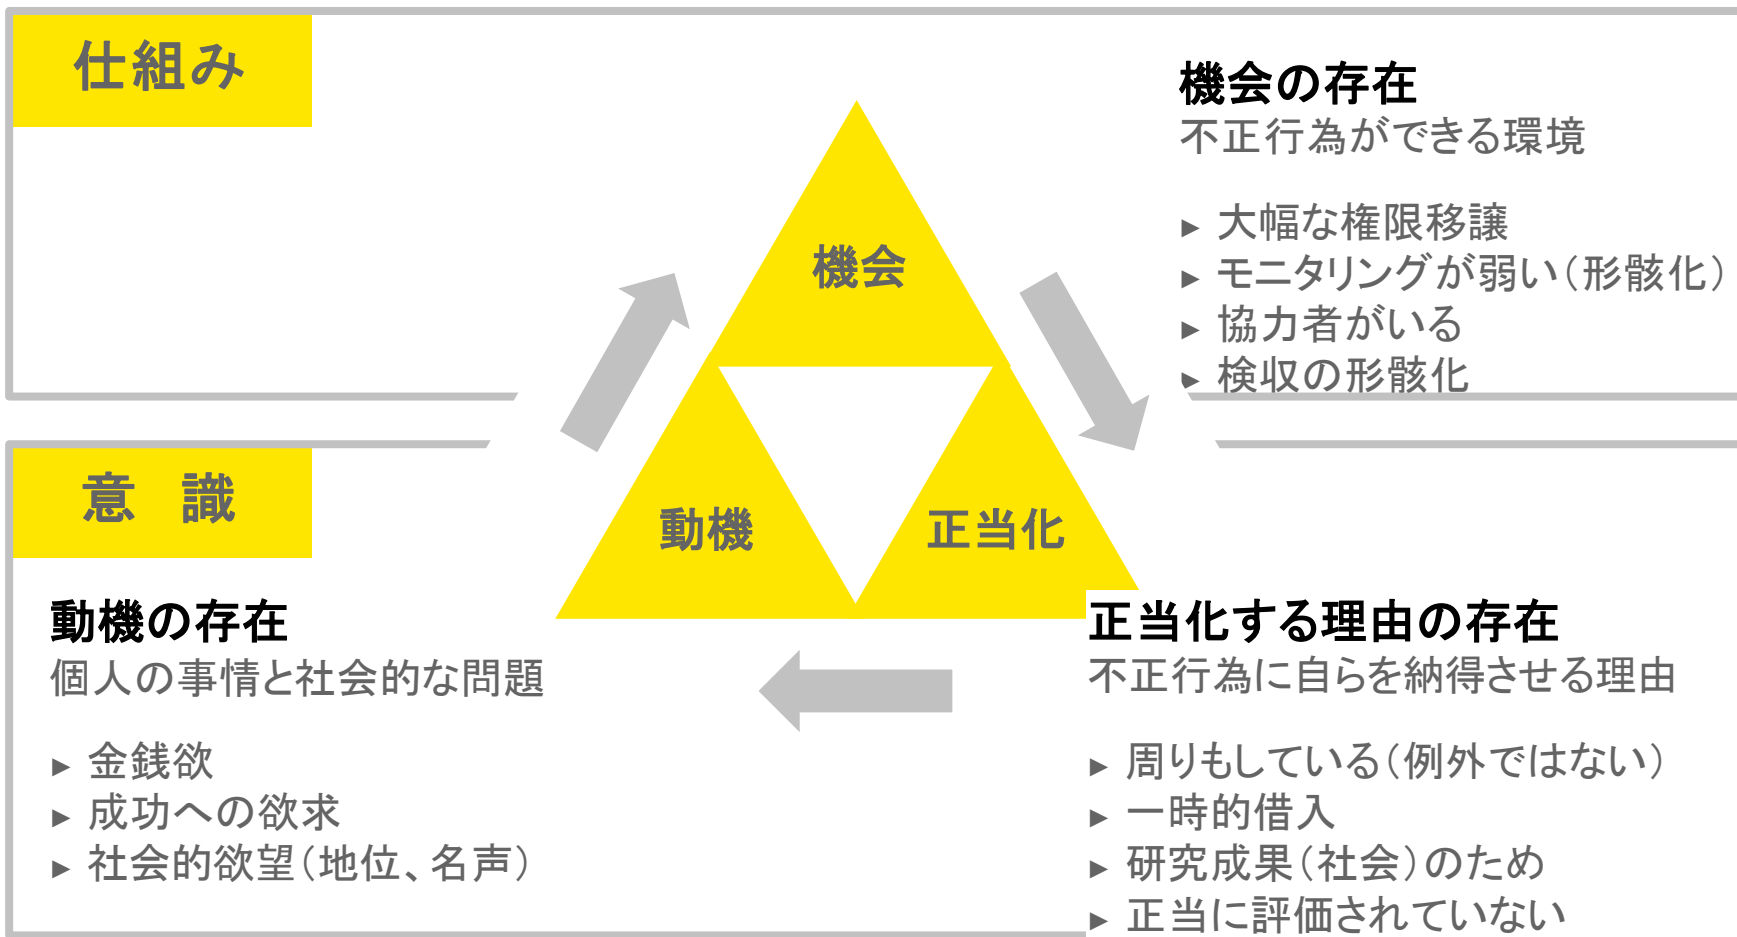 仕組み
機会の存在
不正行為ができる環境
► 大幅な権限移譲
► モニタリングが弱い（形骸化）
► 協力者がいる
► 検収の形骸化
機会
動機
正当化
意　識
動機の存在
個人の事情と社会的な問題
► 金銭欲
► 成功への欲求
► 社会的欲望（地位、名声）
正当化する理由の存在
不正行為に自らを納得させる理由
► 周りもしている（例外ではない）
► 一時的借入
► 研究成果（社会）のため
► 正当に評価されていない